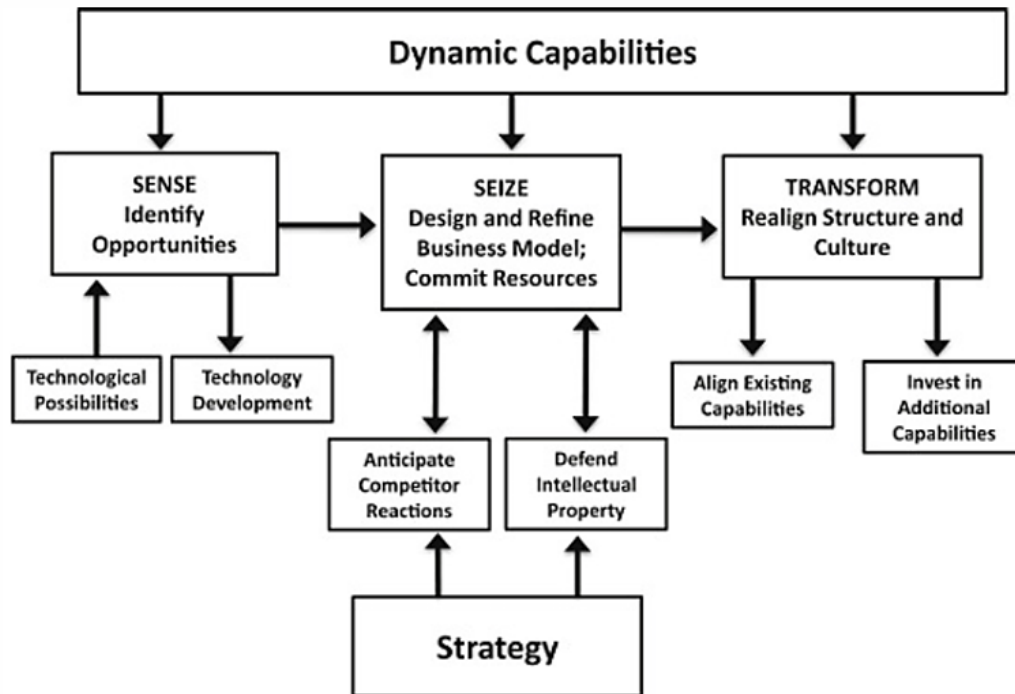 Dynamic Capabilities
SENSE
Identify
Opportunities
SEIZE
Design and Refine
Business Model;
Commit Resources
TRANSFORM
Realign Structure and
Culture
Technological
Possibilities
Technology
Development
Anticipate
Competitor
Reactions
Defend
Intellectual
Property
Align Existing
Capabilities
Invest in
Additional
Capabilities
Strategy